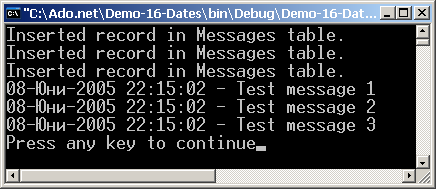 "C:\Ado.net\Demo-16-Dates\bin\Debug\Demo-16-Dat...
Inserted record in Messages table.
Inserted record in Messages table.
Inserted record in Messages table.
08-Юни-2005 22:15:02 - Test message 1
08-Юни-2005 22:15:02 - Test message 2
08-Юни-2005 22:15:02 - Test message 3
Press any key to continue_